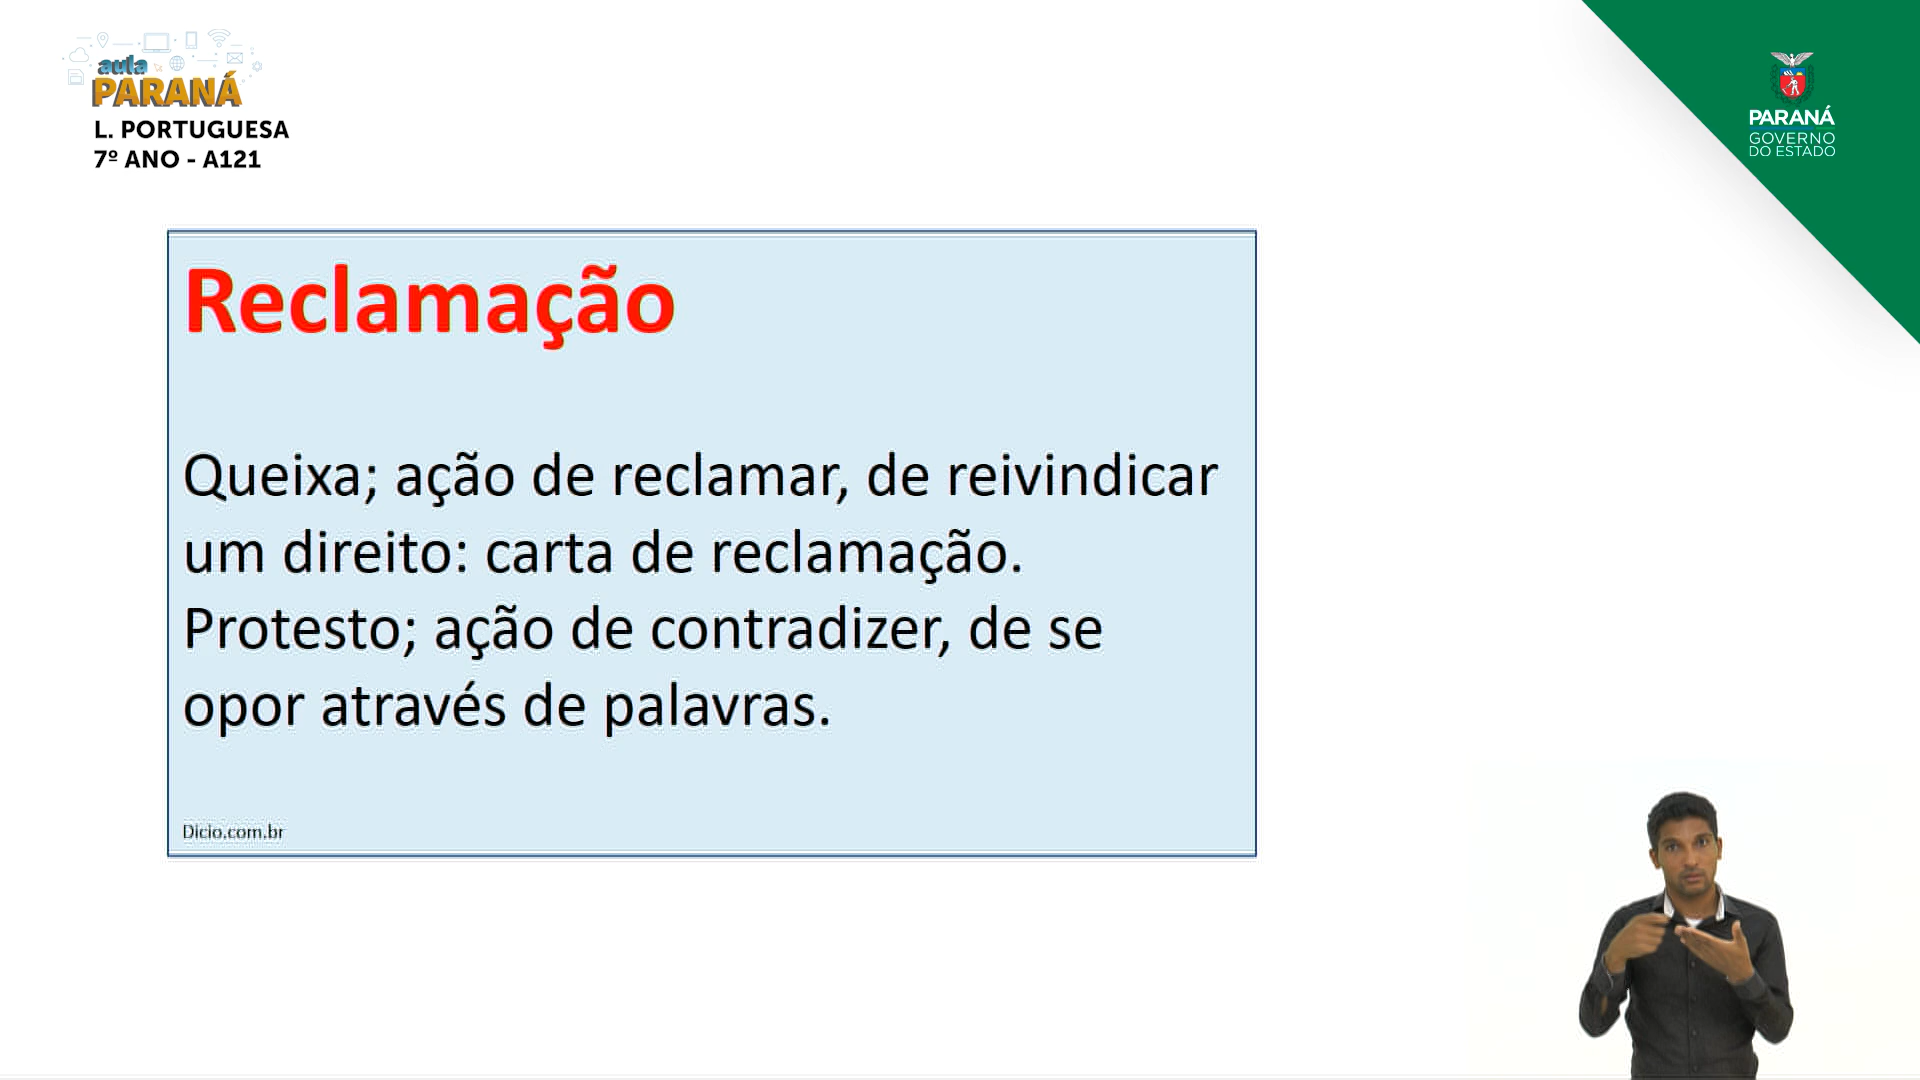 aula
PARANÁ
L. PORTUGUESA
7º ANO - A121
PARANÁ
GOVERNO
DO ESTADO
Reclamação
Queixa; ação de reclamar, de reivindicar
um direito: carta de reclamação.
Protesto; ação de contradizer, de se
opor através de palavras.
Dicio.com.br